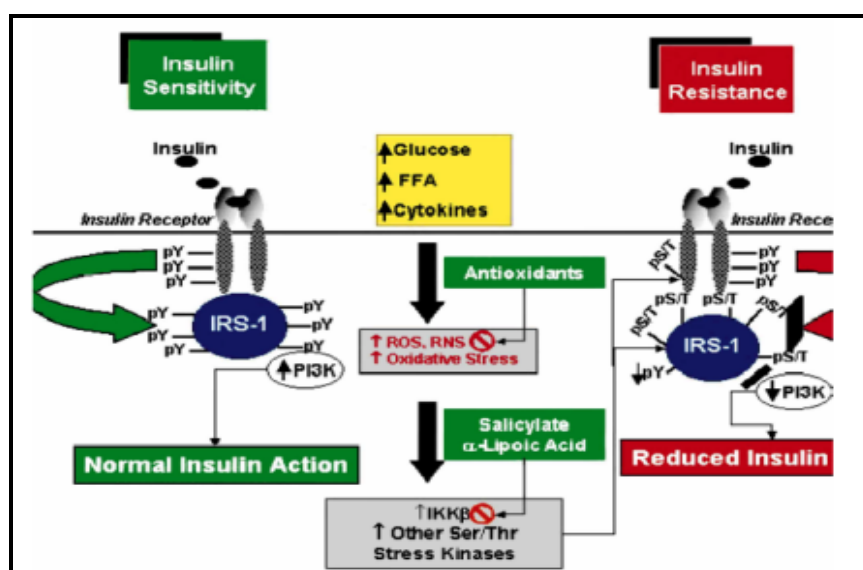 Insulin
Sensitivity
Insulin
Resistance
Insulin
↑Glucose
↑ FFA
↑Cytokines
Insulin
Insulin Receptor
Insulin Rece
pY
pY
pY
pY
pY
pY
pY
pY
IRS-1
pY
↑PI3K
Normal Insulin Action
Antioxidants
↑ ROS, RNS
↑ Oxidative Stress
Salicylate
α-Lipoic Acid
↑IKKβ
↑ Other Ser/Thr
Stress Kinases
pS/T
pY
pY
pY
pS/T
pS/T
pS/T
pS/T
IRS-1
pS/T
↓pY
↓PI3K
Reduced Insulin